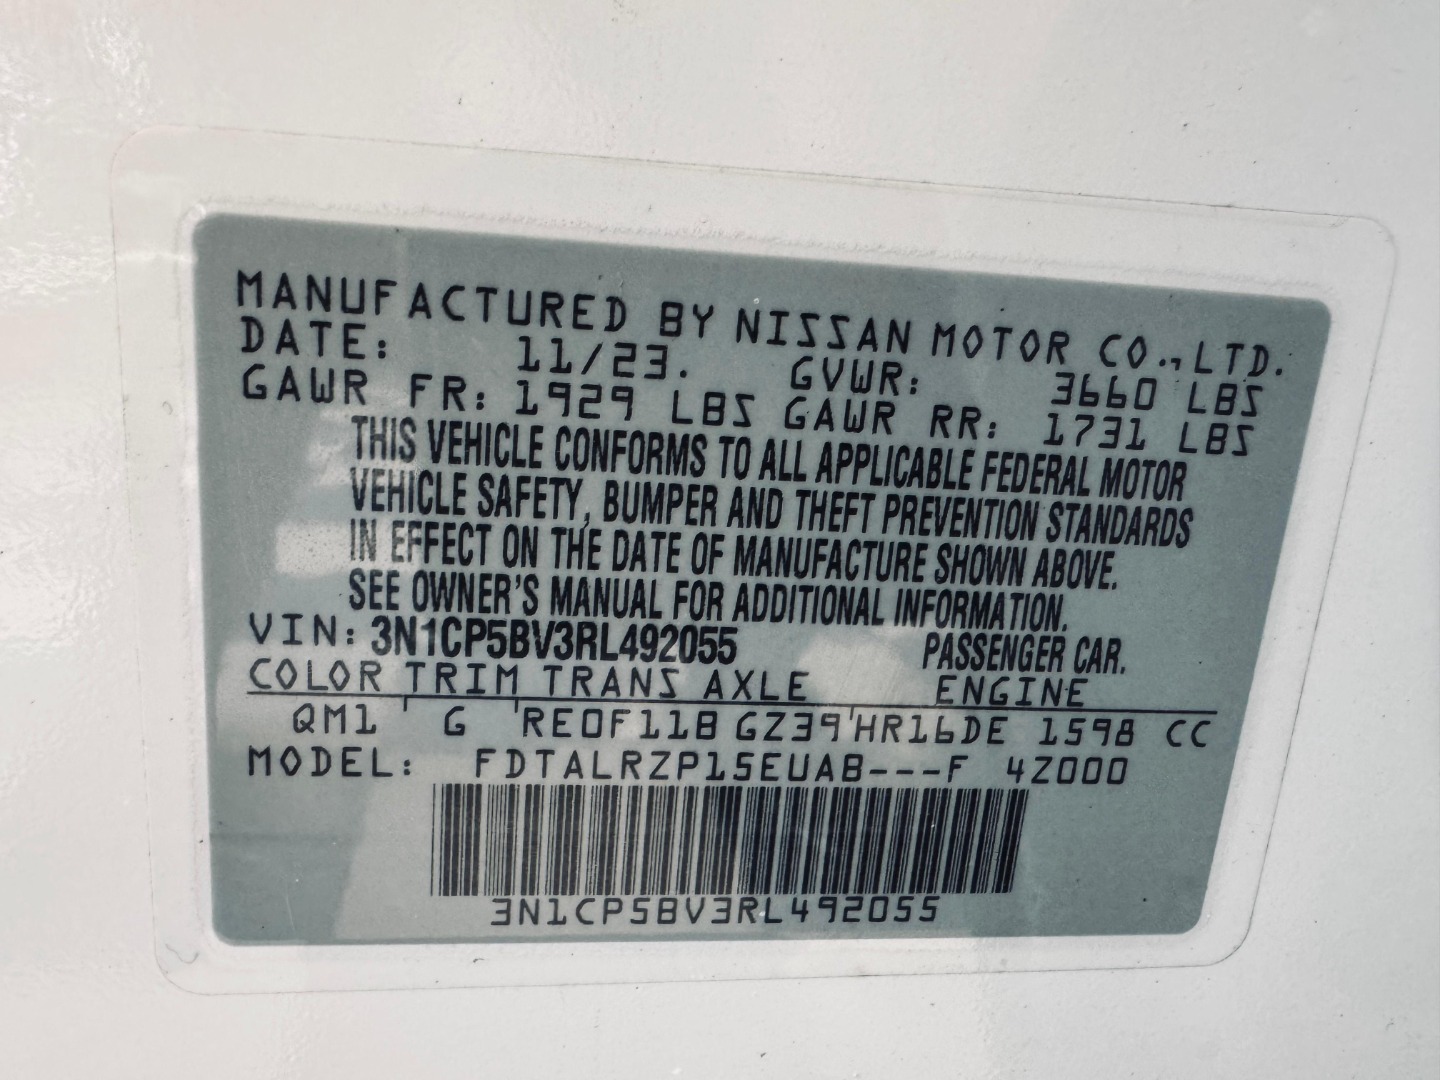 MANUFACTURED BY NISSAN MOTOR CO.,LTD.
DATE: 11/23. GVWR: 3660 LBS
GAWR FR: 1929 LBS GAWR RR: 1731 LBS
THIS VEHICLE CONFORMS TO ALL APPLICABLE FEDERAL MOTOR
VEHICLE SAFETY, BUMPER AND THEFT PREVENTION STANDARDS
IN EFFECT ON THE DATE OF MANUFACTURE SHOWN ABOVE.
SEE OWNER'S MANUAL FOR ADDITIONAL INFORMATION.
VIN: 3N1CP5BV3RL492055 PASSENGER CAR.
COLOR TRIM TRANS AXLE ENGINE
QM1 G RE0F11B GZ39 HR16DE 1598 CC
MODEL: FDTALRZP15EUAB---F 4Z000
3N1CP5BV3RL492055